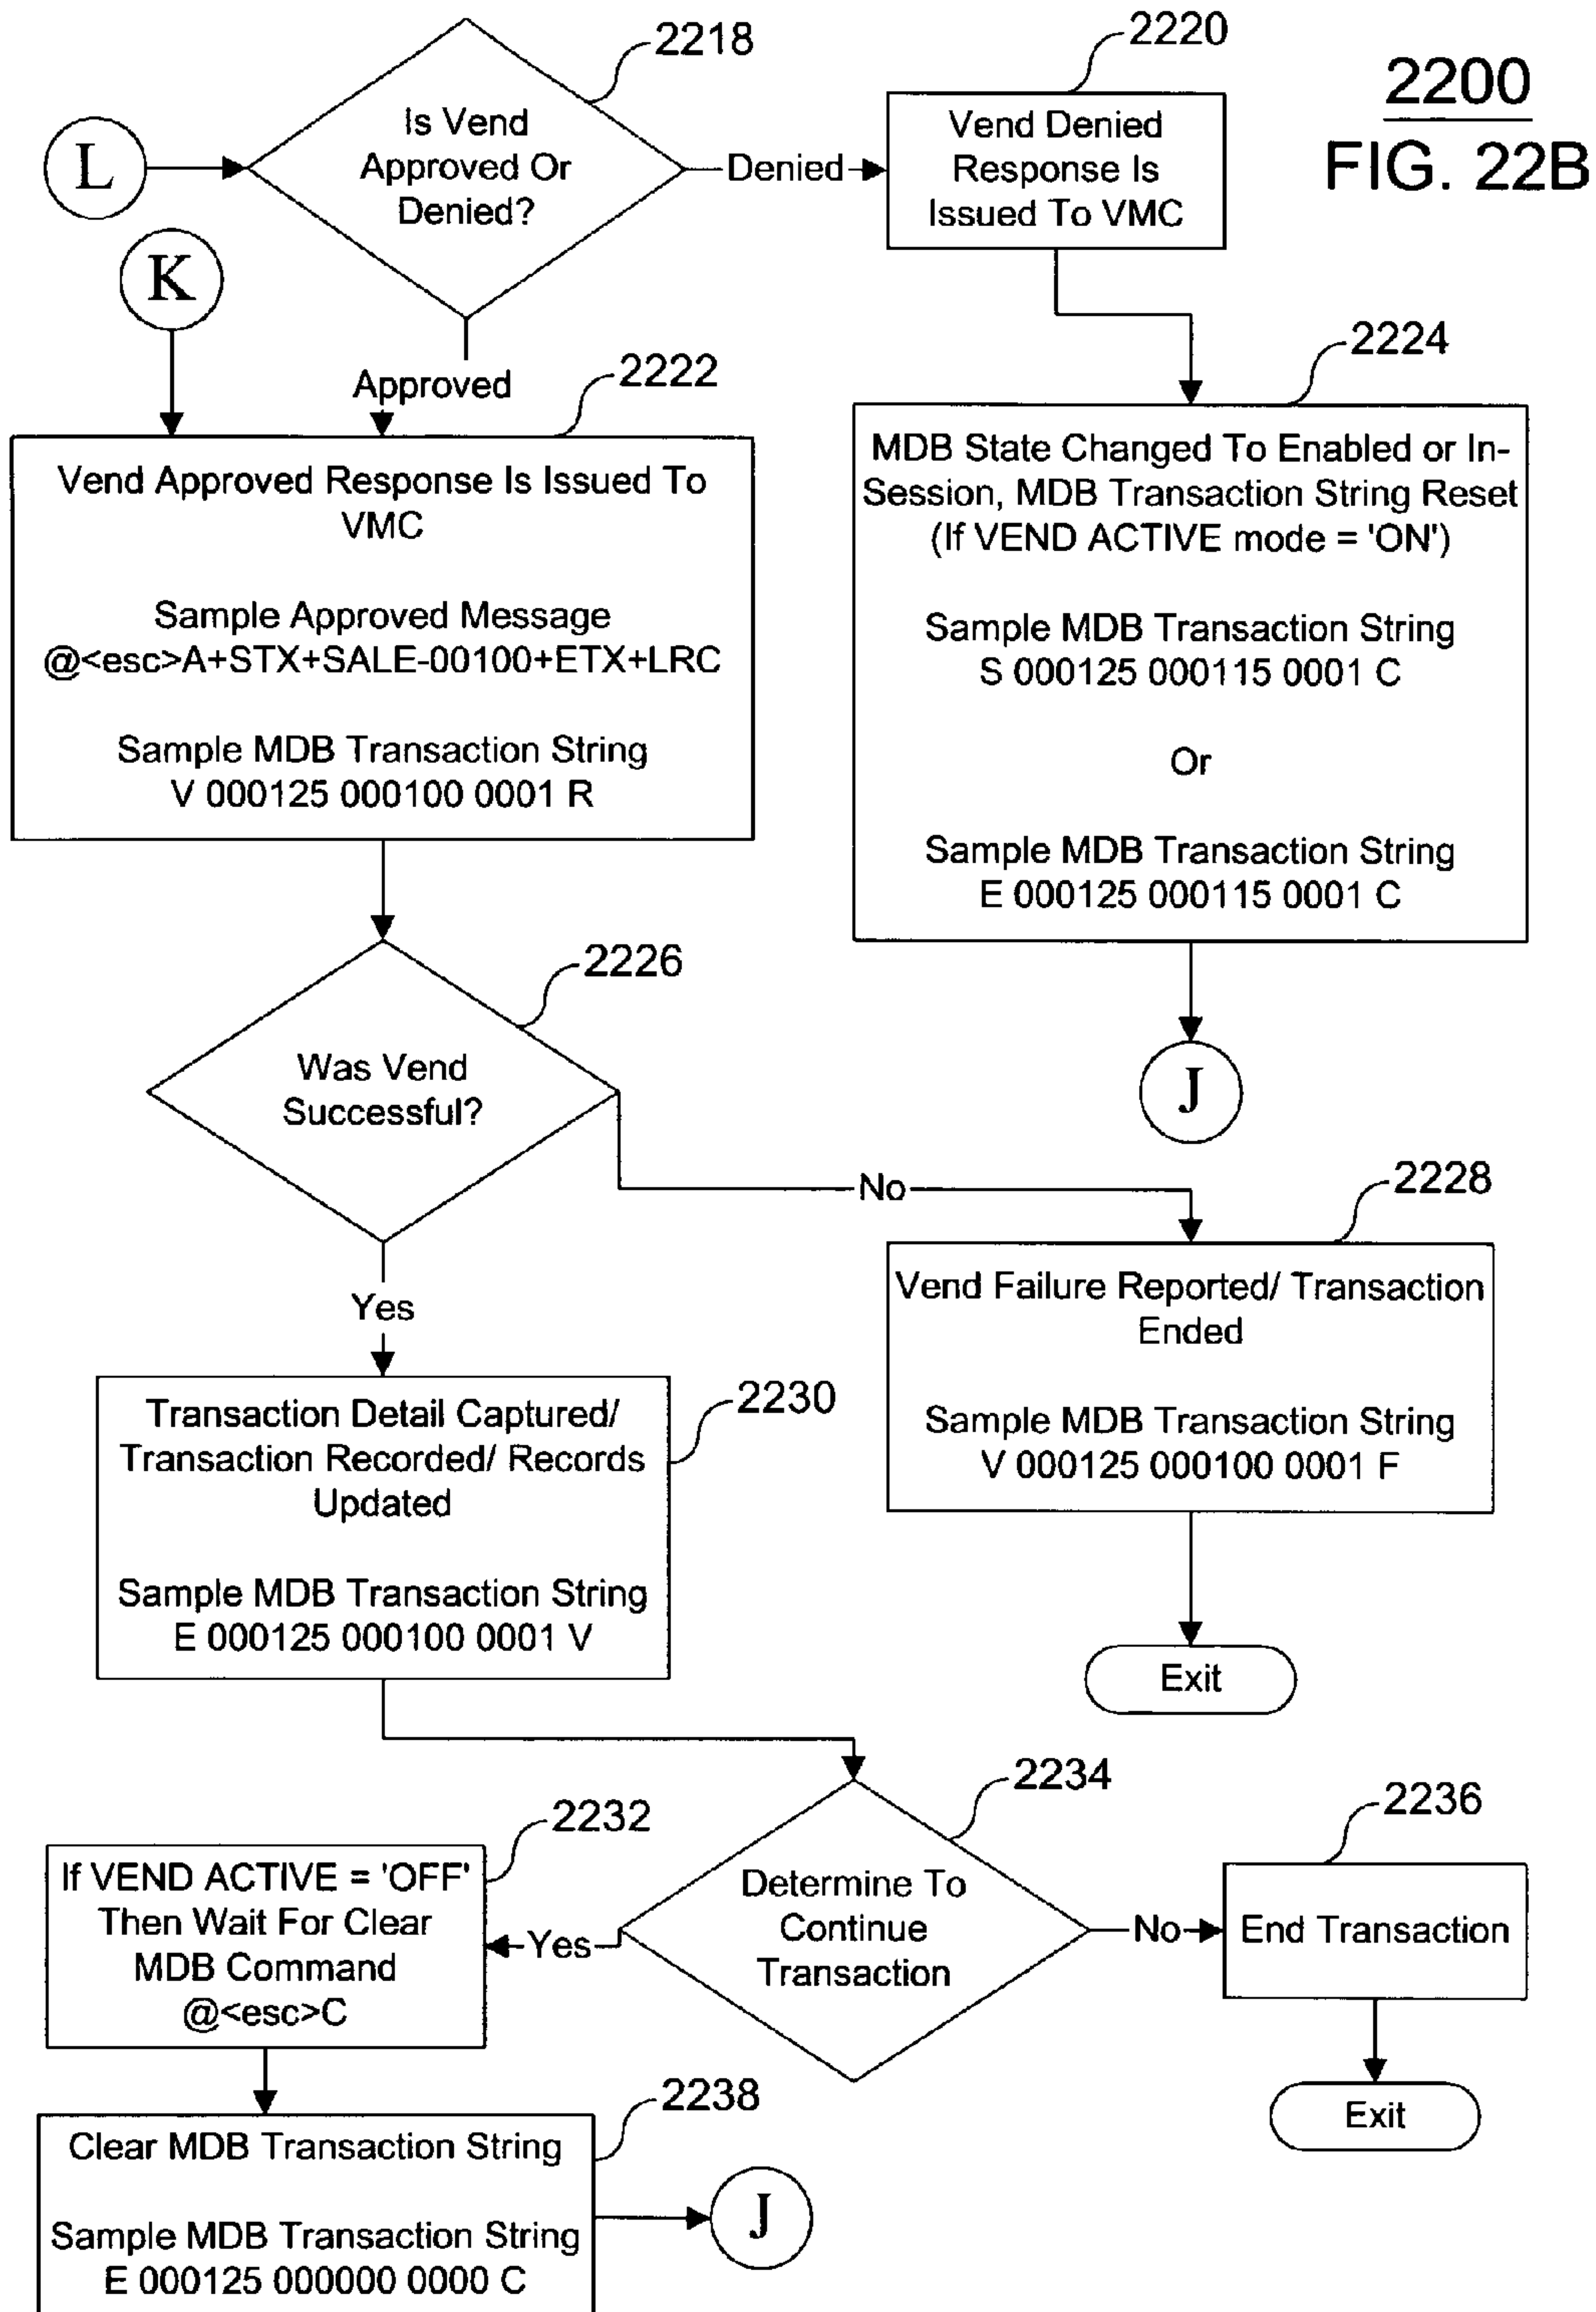 2218
2220
2200
FIG. 22B
L
Is Vend
Approved Or
Denied?
Denied
Vend Denied
Response Is
Issued To VMC
K
Approved
2222
2224
Vend Approved Response Is Issued To
VMC
Sample Approved Message
@<esc>A+STX+SALE-00100+ETX+LRC
Sample MDB Transaction String
V 000125 000100 0001 R
MDB State Changed To Enabled or In-
Session, MDB Transaction String Reset
(If VEND ACTIVE mode = 'ON')
Sample MDB Transaction String
S 000125 000115 0001 C
Or
Sample MDB Transaction String
E 000125 000115 0001 C
J
2226
Was Vend
Successful?
No
2228
Vend Failure Reported/ Transaction
Ended
Sample MDB Transaction String
V 000125 000100 0001 F
Exit
Yes
2230
Transaction Detail Captured/
Transaction Recorded/ Records
Updated
Sample MDB Transaction String
E 000125 000100 0001 V
2234
Determine To
Continue
Transaction
No
2236
End Transaction
Exit
Yes
2232
If VEND ACTIVE = 'OFF'
Then Wait For Clear
MDB Command
@<esc>C
2238
Clear MDB Transaction String
Sample MDB Transaction String
E 000125 000000 0000 C
J